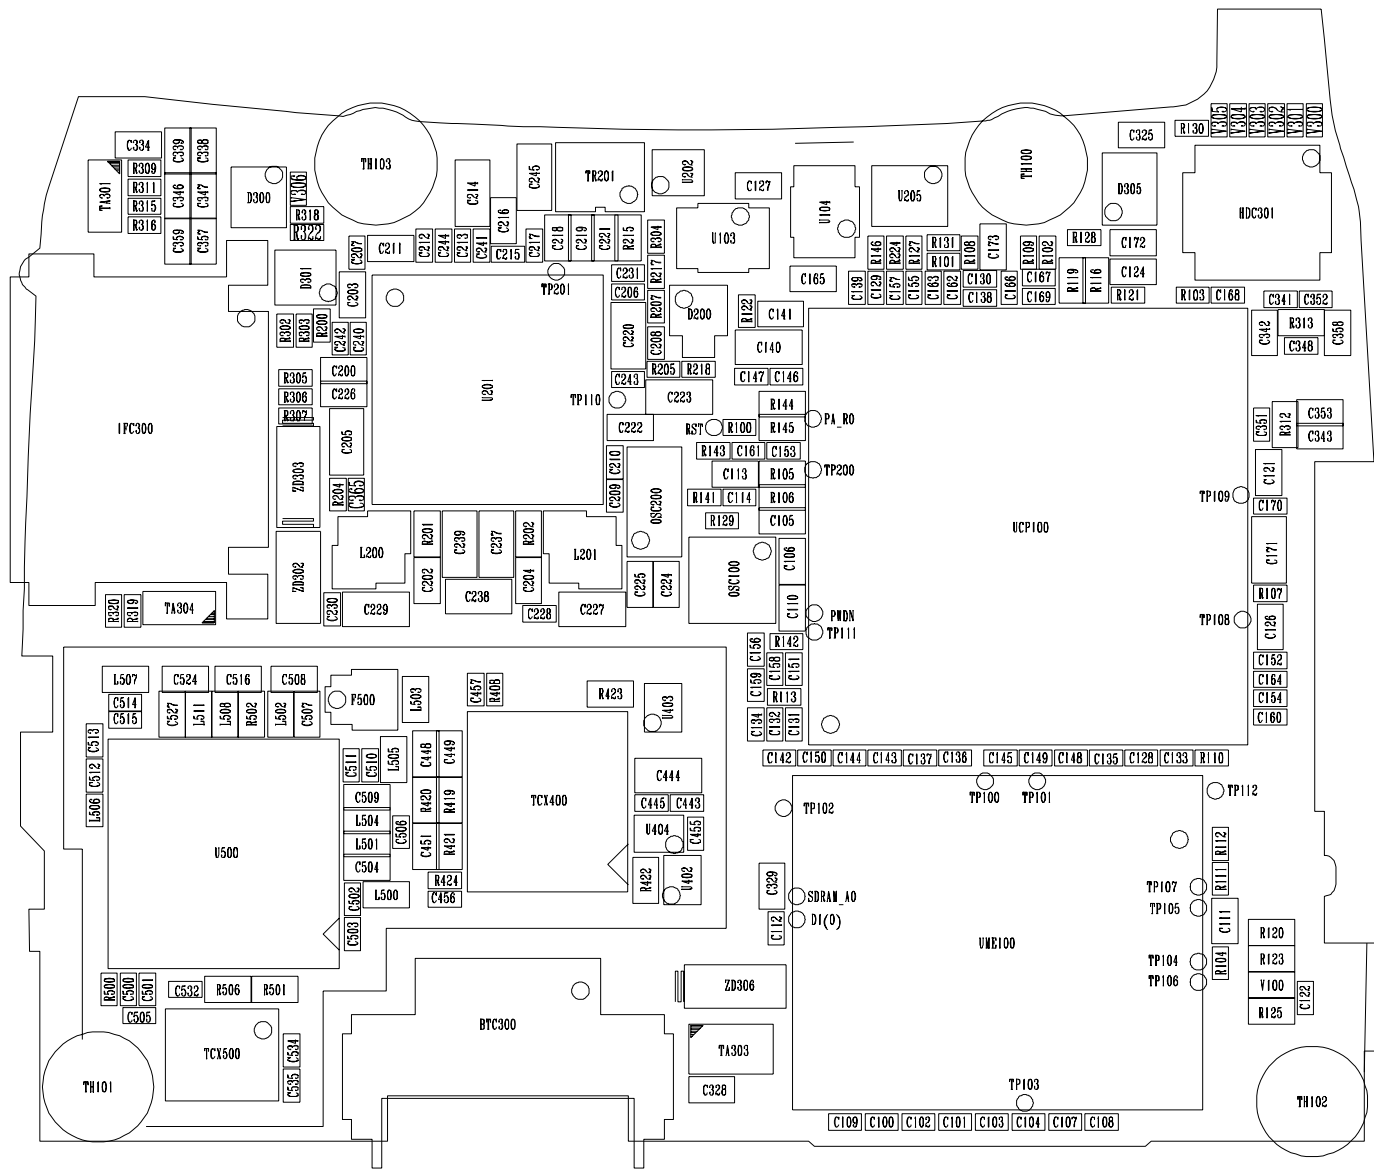 V305 V304 V303 V302 V301 V300
R130
C325
C334 C339 C338
TA301 R309
R311 C346 C347
R315
R316 C359 C357
D300 V306
R318
R322
TH103
C214 C245 C216
TR201 U202
C127
U104 U205
TH100
D305
HDC301
U103
C207 C211 C212 C244 C213 C241 C215 C217 C218 C219 C221 R215 R304
R146 R224 R127 R131 R108 C173 R109 R102 R128 C172
R101
C165
D301 C203
TP201
C231 R217
C206
C139 C129 C157 C155 C163 C162 C130 C166 C167 R119 R116 C124
C138 C169 R121
R103 C168
C341 C352
R302 R303 R200
C242 C240
C220 R207 D200
C208
R122 C141
C342 R313 C358
C348
C140
C200
R205 R218
R305
C243
C147 C146
R306 C226
U201
C223
R307
TP110
R144
IFC300
C205
C222
RST R100 R145 PA_R0
C351 R312 C353
C343
C210
R143 C161 C153
ZD303
C113 R105 TP200
C121
R204 C365
C209 OSC200
R141 C114 R106
TP109
C170
R129 C105
UCP100
L200 R201 C239 C237 R202 L201
OSC100 C106
C171
ZD302
C202 C204
C225 C224
R107
C238
C110
R320 R319 TA304
C230 C229
C228 C227
PWDN
TP108 C126
TP111
C156 R142
C158 C151
C152
C159
C164
R113
C154
C134 C132 C131
C160
L507 C524 C516 C508
F500 L503
C457 R408
R423 U403
C514
C515
C527 L511 L508 R502 L502 C507
C513
C511 C510 L505
C448 C449
C142 C150 C144 C143 C137 C136 C145 C149 C148 C135 C128 C133 R110
C512
C444
TP100 TP101
TP112
C509
R420 R419
TCX400
C445 C443
TP102
L506
L504
C506
U404 C455
L501
C451 R421
R112
U500
C504
R422 U402
C329
R111
R424
TP107
C502 L500
C456
SDRAM_A0
TP105
C503
C112 D1(0)
C111
R120
UME100
TP104 R104 R123
R500 C500 C501 C532 R506 R501
ZD306
TP106
V100 C122
C505
R125
BTC300
TCX500 C534
TA303
TH101
C535
C328
TP103
TH102
C109 C100 C102 C101 C103 C104 C107 C108